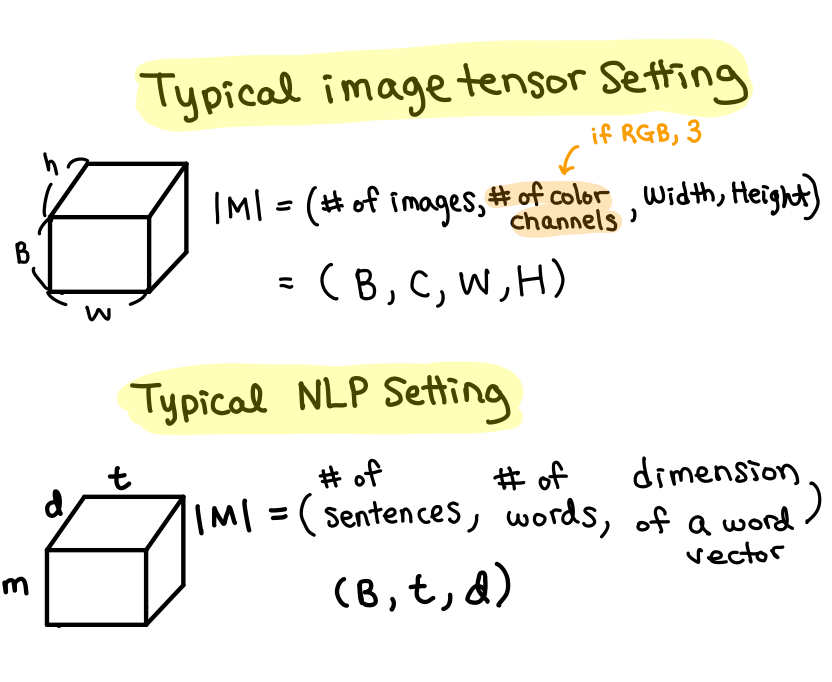 Typical image tensor Setting
if RGB, 3
h
B
w
|M| = (# of images, # of color channels, Width, Height)
= (B, C, W, H)
Typical NLP Setting
t
d
m
|M| = (# of sentences, # of words, dimension of a word vector)
(B, t, d)